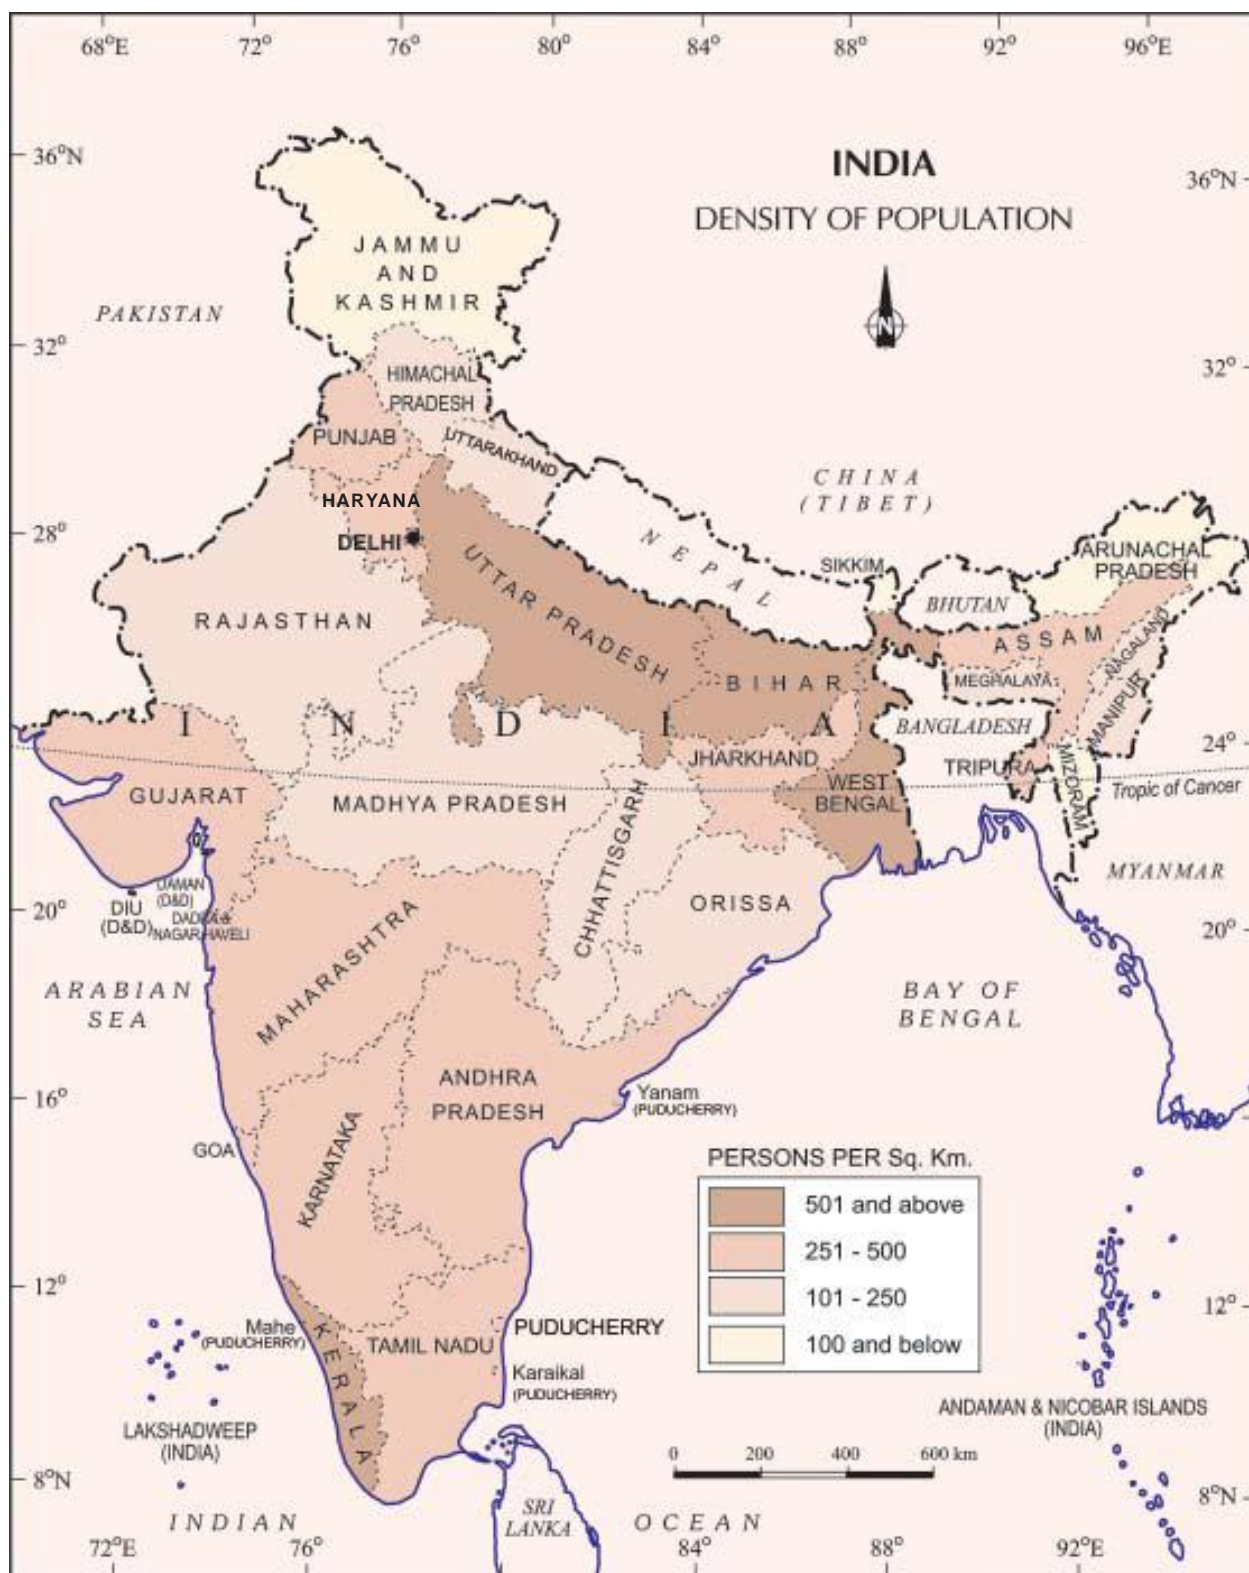 68°E 72° 76° 80° 84° 88° 92° 96°E
36°N
INDIA
36°N
DENSITY OF POPULATION
JAMMU
AND
KASHMIR
PAKISTAN
N
32°
32°
HIMACHAL
PRADESH
PUNJAB
UTTARAKHAND
CHINA
(TIBET)
HARYANA
28°
DELHI
NEPAL
SIKKIM
ARUNACHAL
PRADESH
28°
UTTAR PRADESH
BHUTAN
RAJASTHAN
ASSAM
NAGALAND
BIHAR
MEGHALAYA
MANIPUR
I N D I A
BANGLADESH
24°
JHARKHAND
TRIPURA
MIZORAM
GUJARAT
MADHYA PRADESH
WEST
BENGAL
Tropic of Cancer
CHHATTISGARH
MYANMAR
DAMAN
(D&D)
DIU
(D&D)
DADRA &
NAGAR HAVELI
20°
ORISSA
20°
MAHARASHTRA
ARABIAN
SEA
BAY OF
BENGAL
ANDHRA
PRADESH
16°
Yanam
(PUDUCHERRY)
16°
GOA
KARNATAKA
PERSONS PER Sq. Km.
501 and above
251 - 500
101 - 250
100 and below
12°
12°
Mahe
(PUDUCHERRY)
KERALA
TAMIL NADU
PUDUCHERRY
Karaikal
(PUDUCHERRY)
LAKSHADWEEP
(INDIA)
ANDAMAN & NICOBAR ISLANDS
(INDIA)
0 200 400 600 km
8°N
8°N
SRI
LANKA
INDIAN OCEAN
72°E 76° 84° 88° 92°E